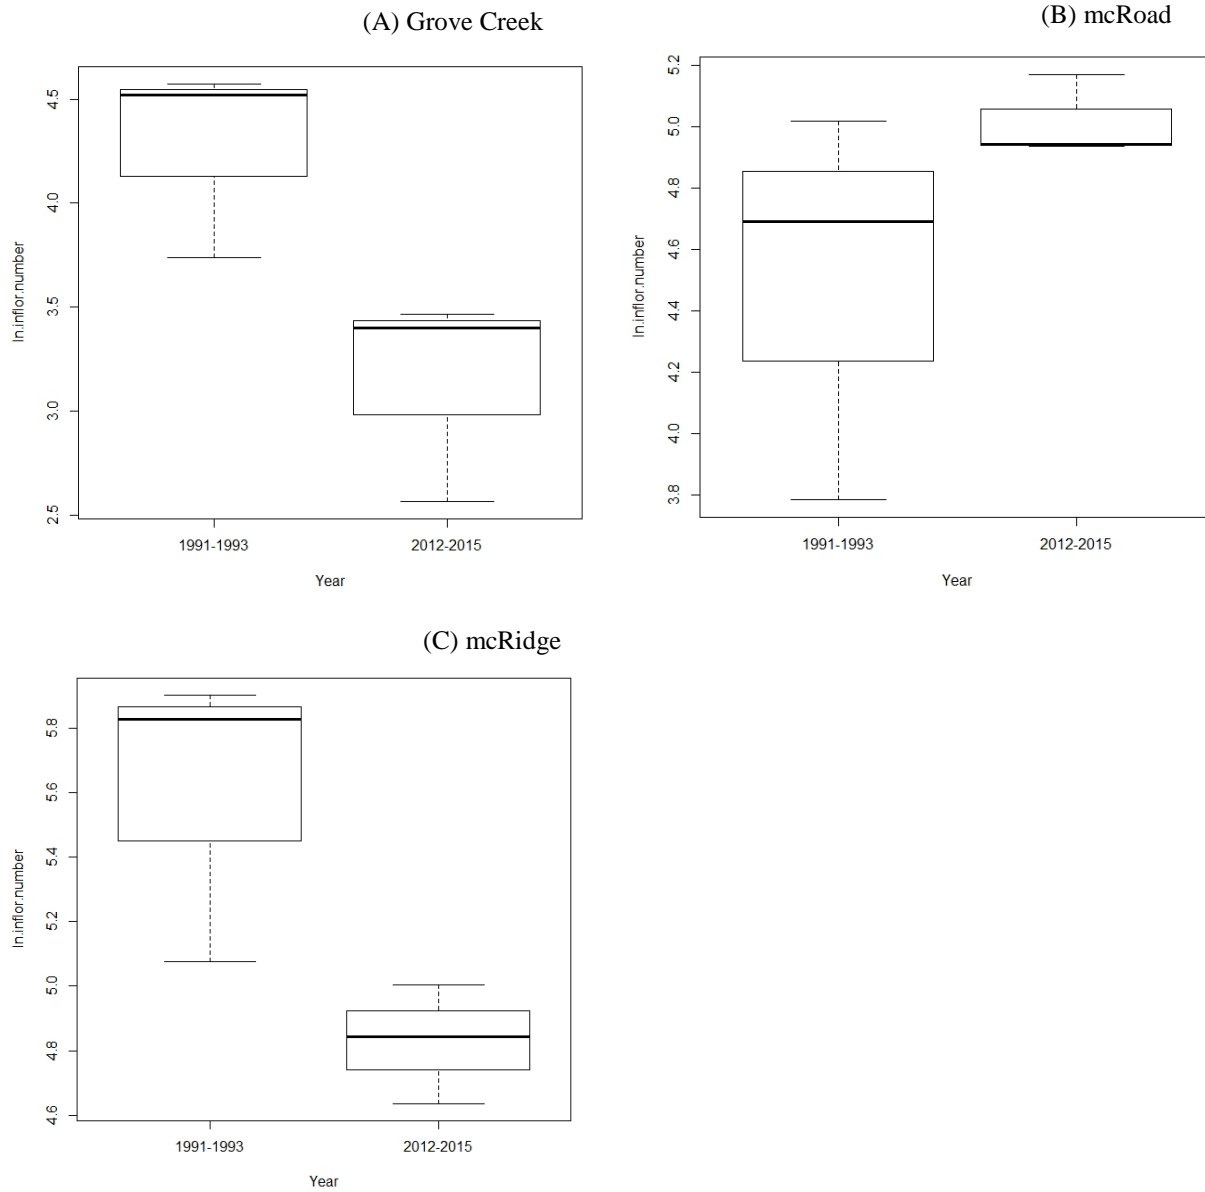 (A) Grove Creek
ln.inflor.number
4.5
4.0
3.5
3.0
2.5
1991-1993 2012-2015
Year
(B) mcRoad
ln.inflor.number
5.2
5.0
4.8
4.6
4.4
4.2
4.0
3.8
1991-1993 2012-2015
Year
(C) mcRidge
ln.inflor.number
5.8
5.6
5.4
5.2
5.0
4.8
4.6
1991-1993 2012-2015
Year